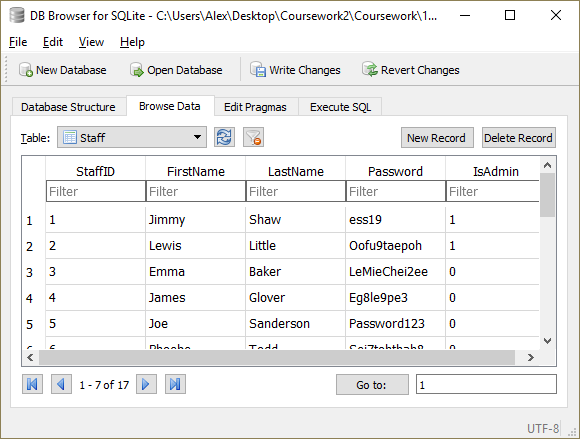 DB Browser for SQLite - C:\Users\Alex\Desktop\Coursework2\Coursework\1...
File Edit View Help
New Database Open Database Write Changes Revert Changes
Database Structure Browse Data Edit Pragmas Execute SQL
Table: Staff New Record Delete Record
StaffID FirstName LastName Password IsAdmin
Filter Filter Filter Filter Filter
1 1 Jimmy Shaw ess19 1
2 2 Lewis Little Oofu9taepoh 1
3 3 Emma Baker LeMieChei2ee 0
4 4 James Glover Eg8le9pe3 0
5 5 Joe Sanderson Password123 0
6 6 Phoebe Todd 0
1 - 7 of 17 Go to: 1
UTF-8